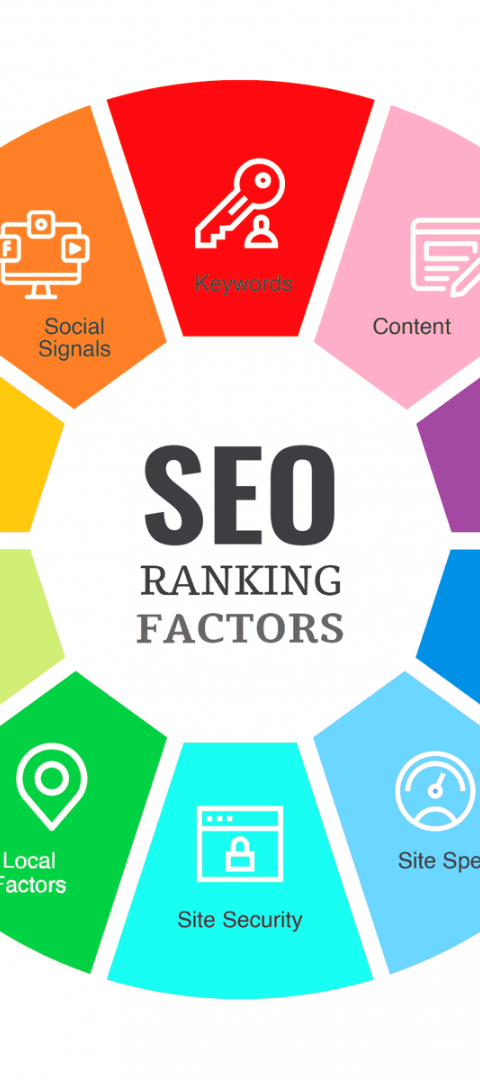 Keywords
Social
Signals
Content
SEO
RANKING
FACTORS
Local
Factors
Site Spe
Site Security